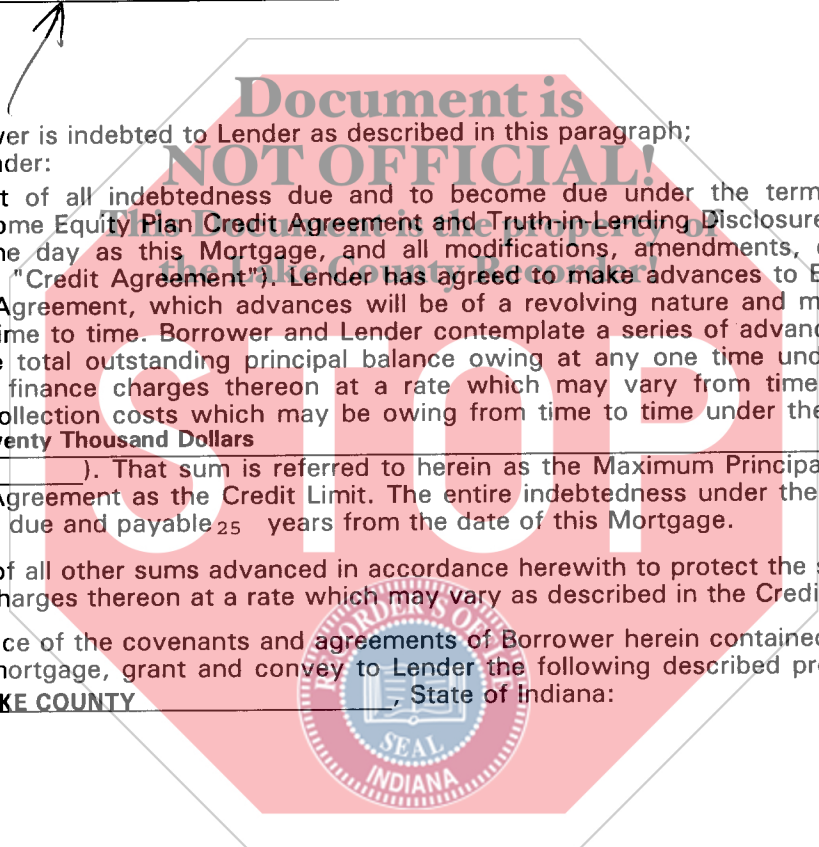 Document is
ver is indebted to Lender as described in this paragraph;
NOT OFFICIAL!
nder:
t of all indebtedness due and to become due under the term
ome Equity Plan Credit Agreement and Truth-in-Lending Disclosure
This Document is the property of
ne day as this Mortgage, and all modifications, amendments,
the Lake County Recorder!
"Credit Agreement"). Lender has agreed to make advances to B
Agreement, which advances will be of a revolving nature and m
ime to time. Borrower and Lender contemplate a series of advanc
e total outstanding principal balance owing at any one time und
finance charges thereon at a rate which may vary from time
ollection costs which may be owing from time to time under the
venty Thousand Dollars
). That sum is referred to herein as the Maximum Principa
Agreement as the Credit Limit. The entire indebtedness under the
due and payable 25 years from the date of this Mortgage.
STOP
of all other sums advanced in accordance herewith to protect the s
harges thereon at a rate which may vary as described in the Credi
ce of the covenants and agreements of Borrower herein contained
mortgage, grant and convey to Lender the following described pr
KE COUNTY , State of Indiana:
RECORDER'S OFFICE
SEAL
INDIANA